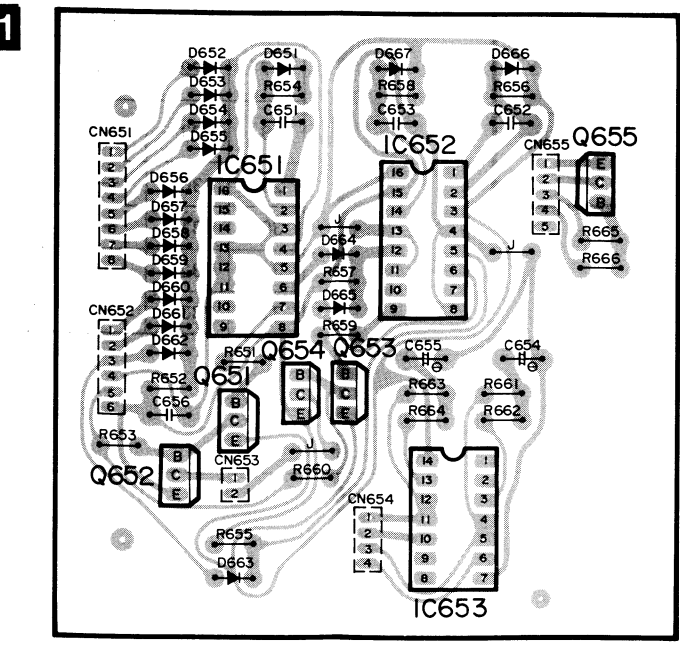 1
D652 D651 D667 D666
D653 R654 R658 R656
D654 C651 C653 C652
CN651 D655 IC651 IC652 CN655 Q655
1
2
3
4
5
6
7
8
D656
D657
D658
D659
D660
D661
D662
16 1
15 2
14 3
13 4
12 5
11 6
10 7
9 8
J
D664
R657
D665
R659
16 1
15 2
14 3
13 4
12 5
11 6
10 7
9 8
1
2
3
4
5
E
C
B
R665
R666
J
CN652
1
2
3
4
5
6
R652
C656
R651 Q654 Q653 C655 C654
Q651
B
C
E
B
C
E
B
C
E
R663 R661
R664 R662
R653
Q652
B
C
E
CN653
1
2
J
R660
14 1
13 2
12 3
11 4
10 5
9 6
8 7
IC653
CN654
1
2
3
4
R655
D663